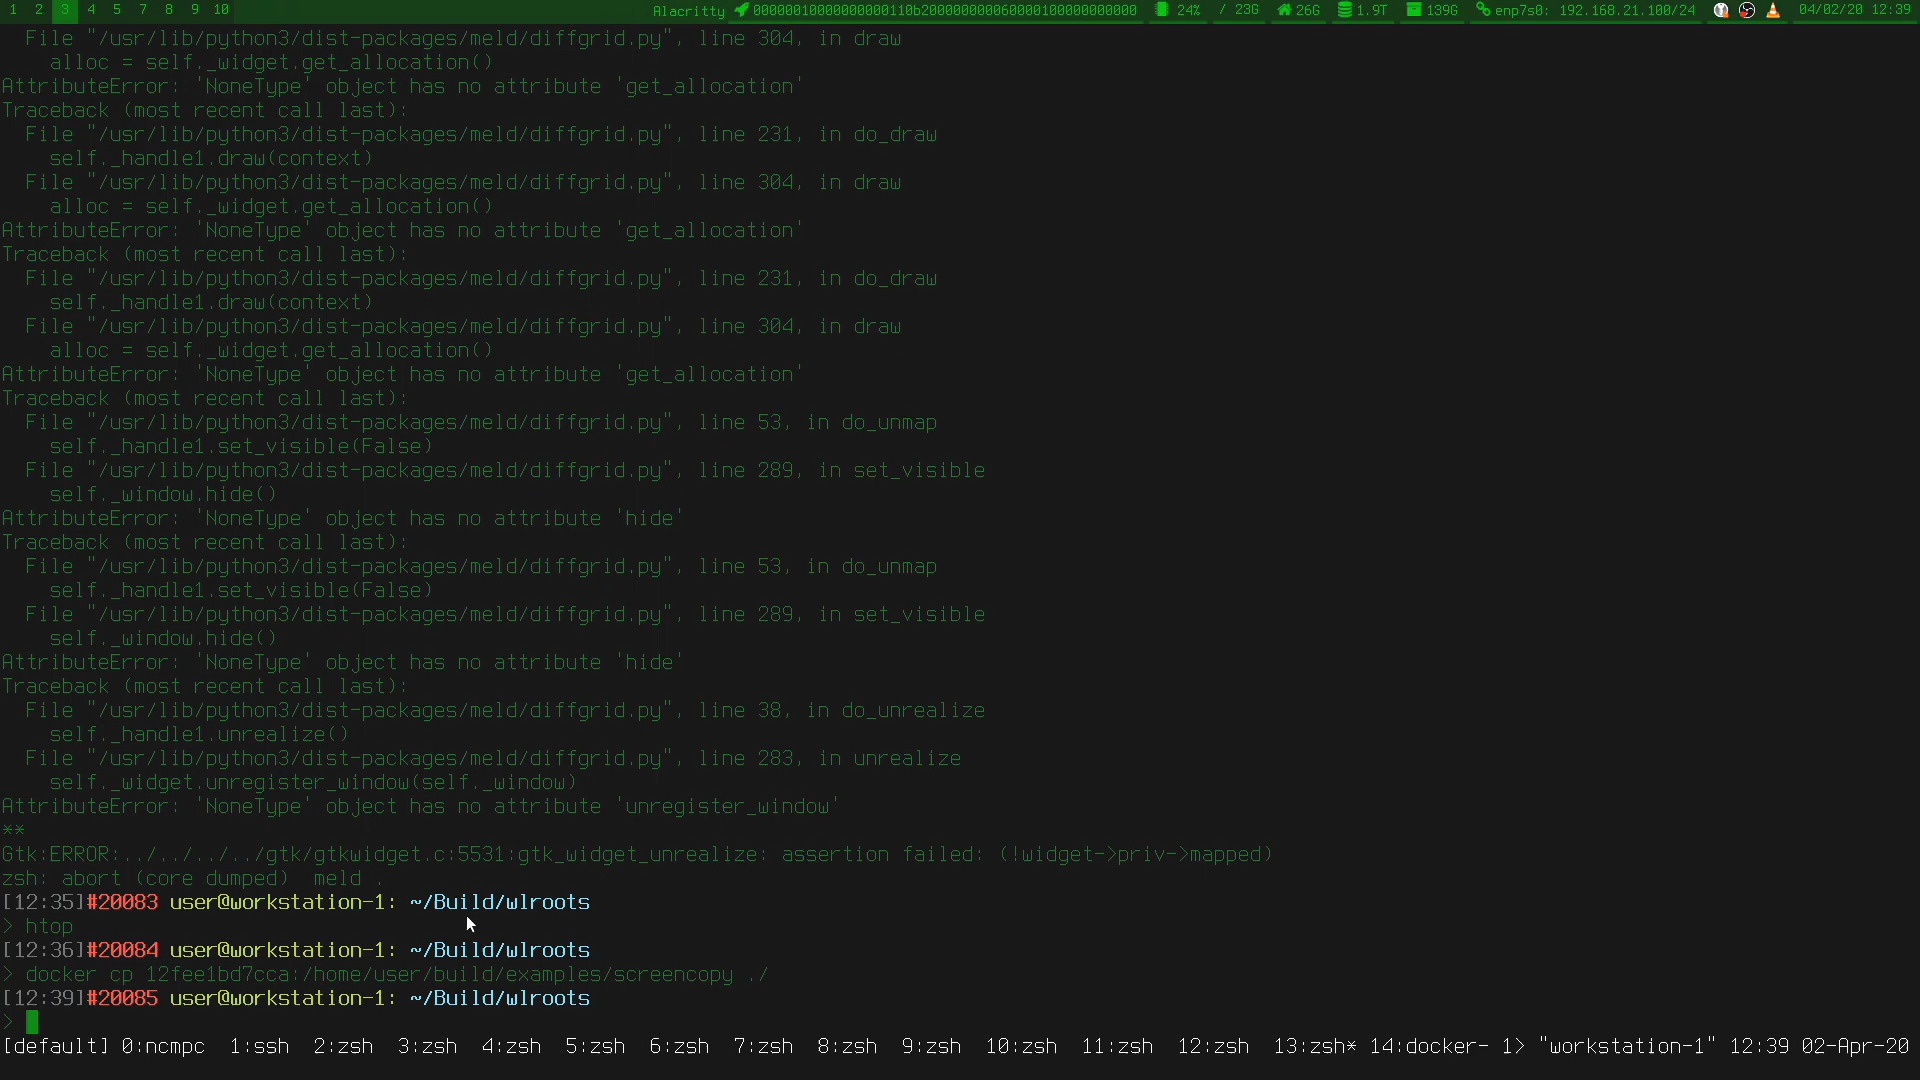 1 2 3 4 5 6 7 8 9 10 Alacritty 24% / 23G 26G 1.9T 139G enp7s0: 192.168.21.100/24 04/02/20 12:39
File "/usr/lib/python3/dist-packages/meld/diffgrid.py", line 304, in draw
alloc = self._widget.get_allocation()
AttributeError: 'NoneType' object has no attribute 'get_allocation'
Traceback (most recent call last):
File "/usr/lib/python3/dist-packages/meld/diffgrid.py", line 231, in do_draw
self._handle1.draw(context)
File "/usr/lib/python3/dist-packages/meld/diffgrid.py", line 304, in draw
alloc = self._widget.get_allocation()
AttributeError: 'NoneType' object has no attribute 'get_allocation'
Traceback (most recent call last):
File "/usr/lib/python3/dist-packages/meld/diffgrid.py", line 231, in do_draw
self._handle1.draw(context)
File "/usr/lib/python3/dist-packages/meld/diffgrid.py", line 304, in draw
alloc = self._widget.get_allocation()
AttributeError: 'NoneType' object has no attribute 'get_allocation'
Traceback (most recent call last):
File "/usr/lib/python3/dist-packages/meld/diffgrid.py", line 53, in do_unmap
self._handle1.set_visible(False)
File "/usr/lib/python3/dist-packages/meld/diffgrid.py", line 289, in set_visible
self._window.hide()
AttributeError: 'NoneType' object has no attribute 'hide'
Traceback (most recent call last):
File "/usr/lib/python3/dist-packages/meld/diffgrid.py", line 53, in do_unmap
self._handle1.set_visible(False)
File "/usr/lib/python3/dist-packages/meld/diffgrid.py", line 289, in set_visible
self._window.hide()
AttributeError: 'NoneType' object has no attribute 'hide'
Traceback (most recent call last):
File "/usr/lib/python3/dist-packages/meld/diffgrid.py", line 38, in do_unrealize
self._handle1.unrealize()
File "/usr/lib/python3/dist-packages/meld/diffgrid.py", line 283, in unrealize
self._widget.unregister_window(self._window)
AttributeError: 'NoneType' object has no attribute 'unregister_window'
**
Gtk:ERROR:../../../../gtk/gtkwidget.c:5531:gtk_widget_unrealize: assertion failed: (!widget->priv->mapped)
zsh: abort (core dumped) meld .
[12:35]#20083 user@workstation-1: ~/Build/wlroots
> htop
[12:36]#20084 user@workstation-1: ~/Build/wlroots
> docker cp 12fee1bd7cca:/home/user/build/examples/screencopy ./
[12:39]#20085 user@workstation-1: ~/Build/wlroots
>
[default] 0:ncmpc 1:ssh 2:zsh 3:zsh 4:zsh 5:zsh 6:zsh 7:zsh 8:zsh 9:zsh 10:zsh 11:zsh 12:zsh 13:zsh* 14:docker- 1> "workstation-1" 12:39 02-Apr-20